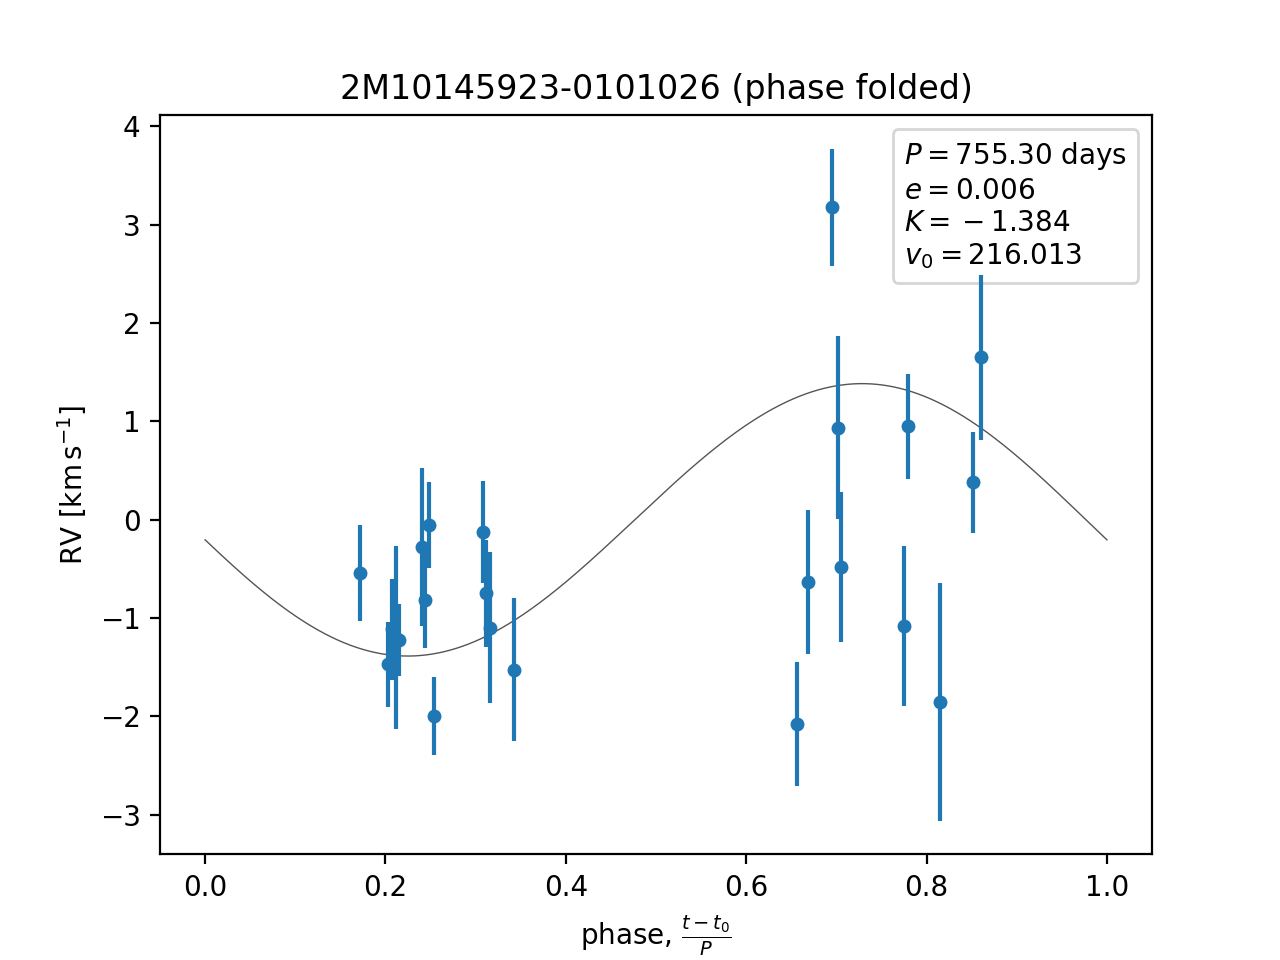 2M10145923-0101026 (phase folded)
P = 755.30 days
e = 0.006
K = −1.384
v₀ = 216.013
RV [km s⁻¹]
4
3
2
1
0
−1
−2
−3
0.0 0.2 0.4 0.6 0.8 1.0
phase, (t − t₀)/P